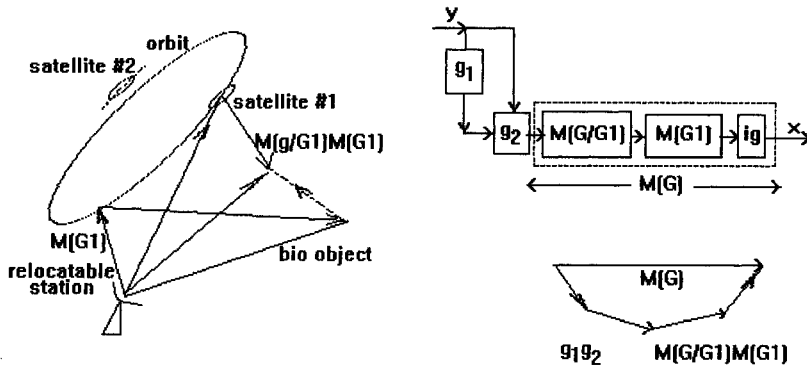 orbit
satellite #2
satellite #1
M(g/G1)M(G1)
M(G1)
relocatable
station
bio object
y
g1
g2
M(G/G1)
M(G1)
ig
x
M(G)
M(G)
g1g2
M(G/G1)M(G1)